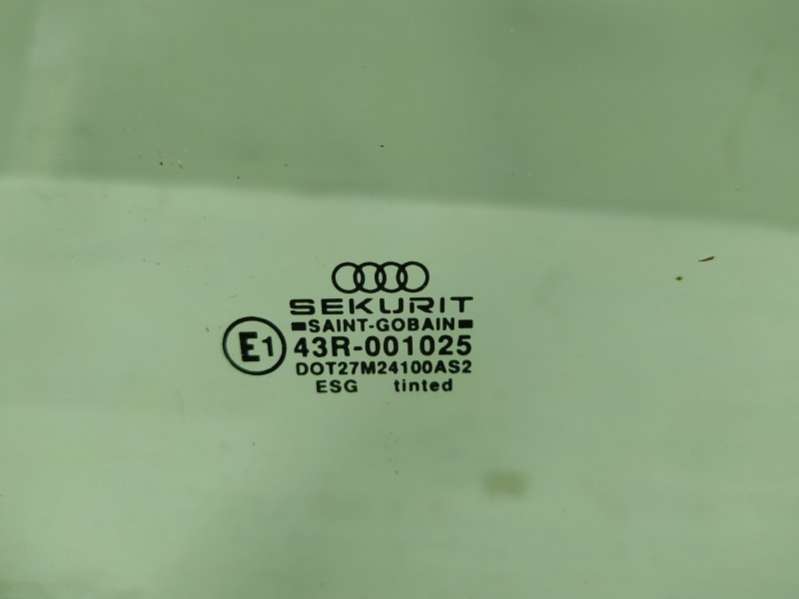 SEKURIT
SAINT-GOBAIN
E1 43R-001025
DOT27M24100AS2
ESG tinted